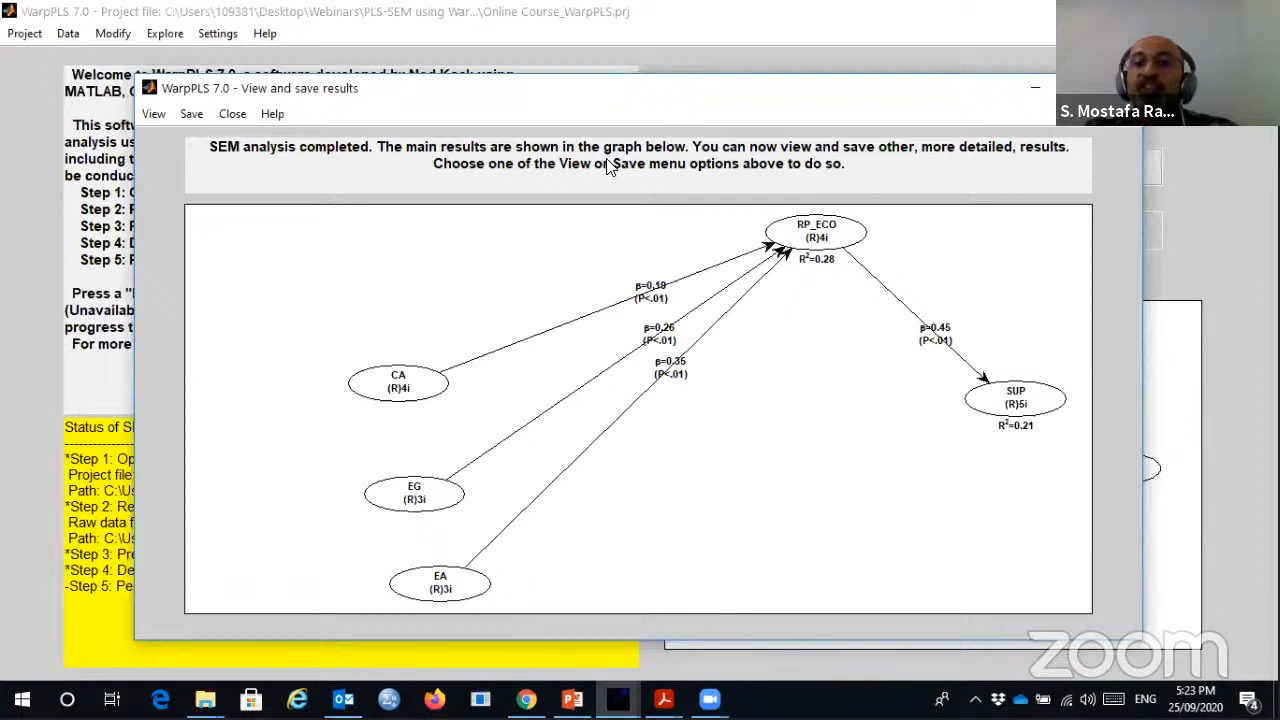 WarpPLS 7.0 - Project file: C:\Users\109381\Desktop\Webinars\PLS-SEM using War...\Online Course_WarpPLS.prj
Project Data Modify Explore Settings Help
MATLAB, C
This softw
analysis us
including t
be conduc
Step 1: C
Step 2: F
Step 3: F
Step 4: D
Step 5: F
Press a "
(Unavailab
progress t
For more
Status of S
*Step 1: Op
Project file:
Path: C:\Us
*Step 2: Re
Raw data f
Path: C:\Us
*Step 3: Pre
*Step 4: De
-Step 5: Pe
WarpPLS 7.0 - View and save results
View Save Close Help
SEM analysis completed. The main results are shown in the graph below. You can now view and save other, more detailed, results.
Choose one of the View or Save menu options above to do so.
RP_ECO
(R)4i
R²=0.28
β=0.18
(P<.01)
β=0.26
(P<.01)
β=0.45
(P<.01)
β=0.35
(P<.01)
CA
(R)4i
SUP
(R)5i
R²=0.21
EG
(R)3i
EA
(R)3i
S. Mostafa Ra...
zoom
ENG
5:23 PM
25/09/2020
4